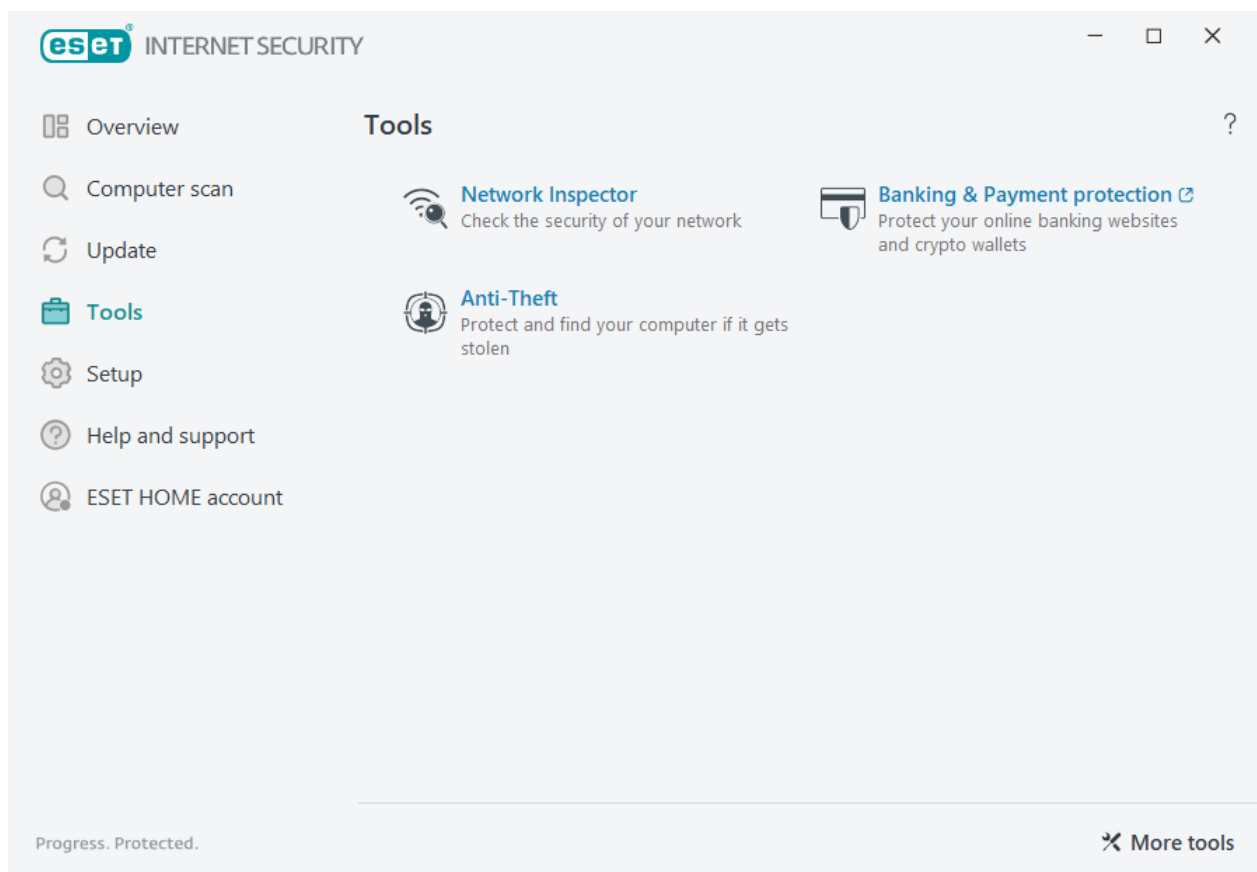 eset® INTERNET SECURITY
Overview
Computer scan
Update
Tools
Setup
Help and support
ESET HOME account
Progress. Protected.
Tools
?
Network Inspector
Check the security of your network
Banking & Payment protection
Protect your online banking websites
and crypto wallets
Anti-Theft
Protect and find your computer if it gets
stolen
More tools